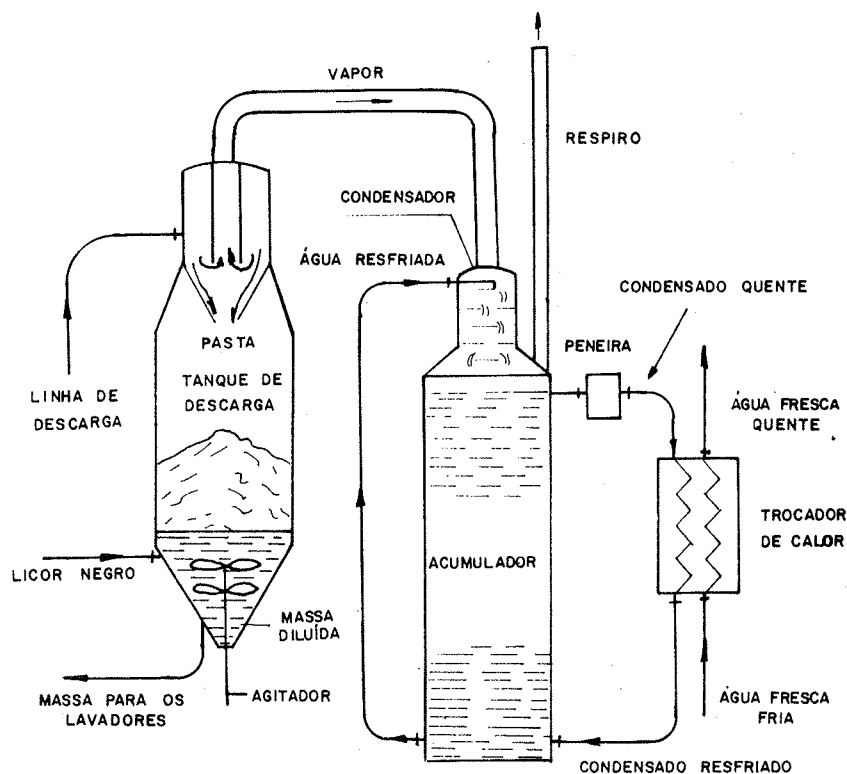 VAPOR
RESPIRO
CONDENSADOR
ÁGUA RESFRIADA
CONDENSADO QUENTE
PENEIRA
PASTA
TANQUE DE
DESCARGA
LINHA DE
DESCARGA
ÁGUA FRESCA
QUENTE
TROCADOR
DE CALOR
ACUMULADOR
LICOR NEGRO
MASSA
DILUÍDA
MASSA PARA OS
LAVADORES
AGITADOR
ÁGUA FRESCA
FRIA
CONDENSADO RESFRIADO